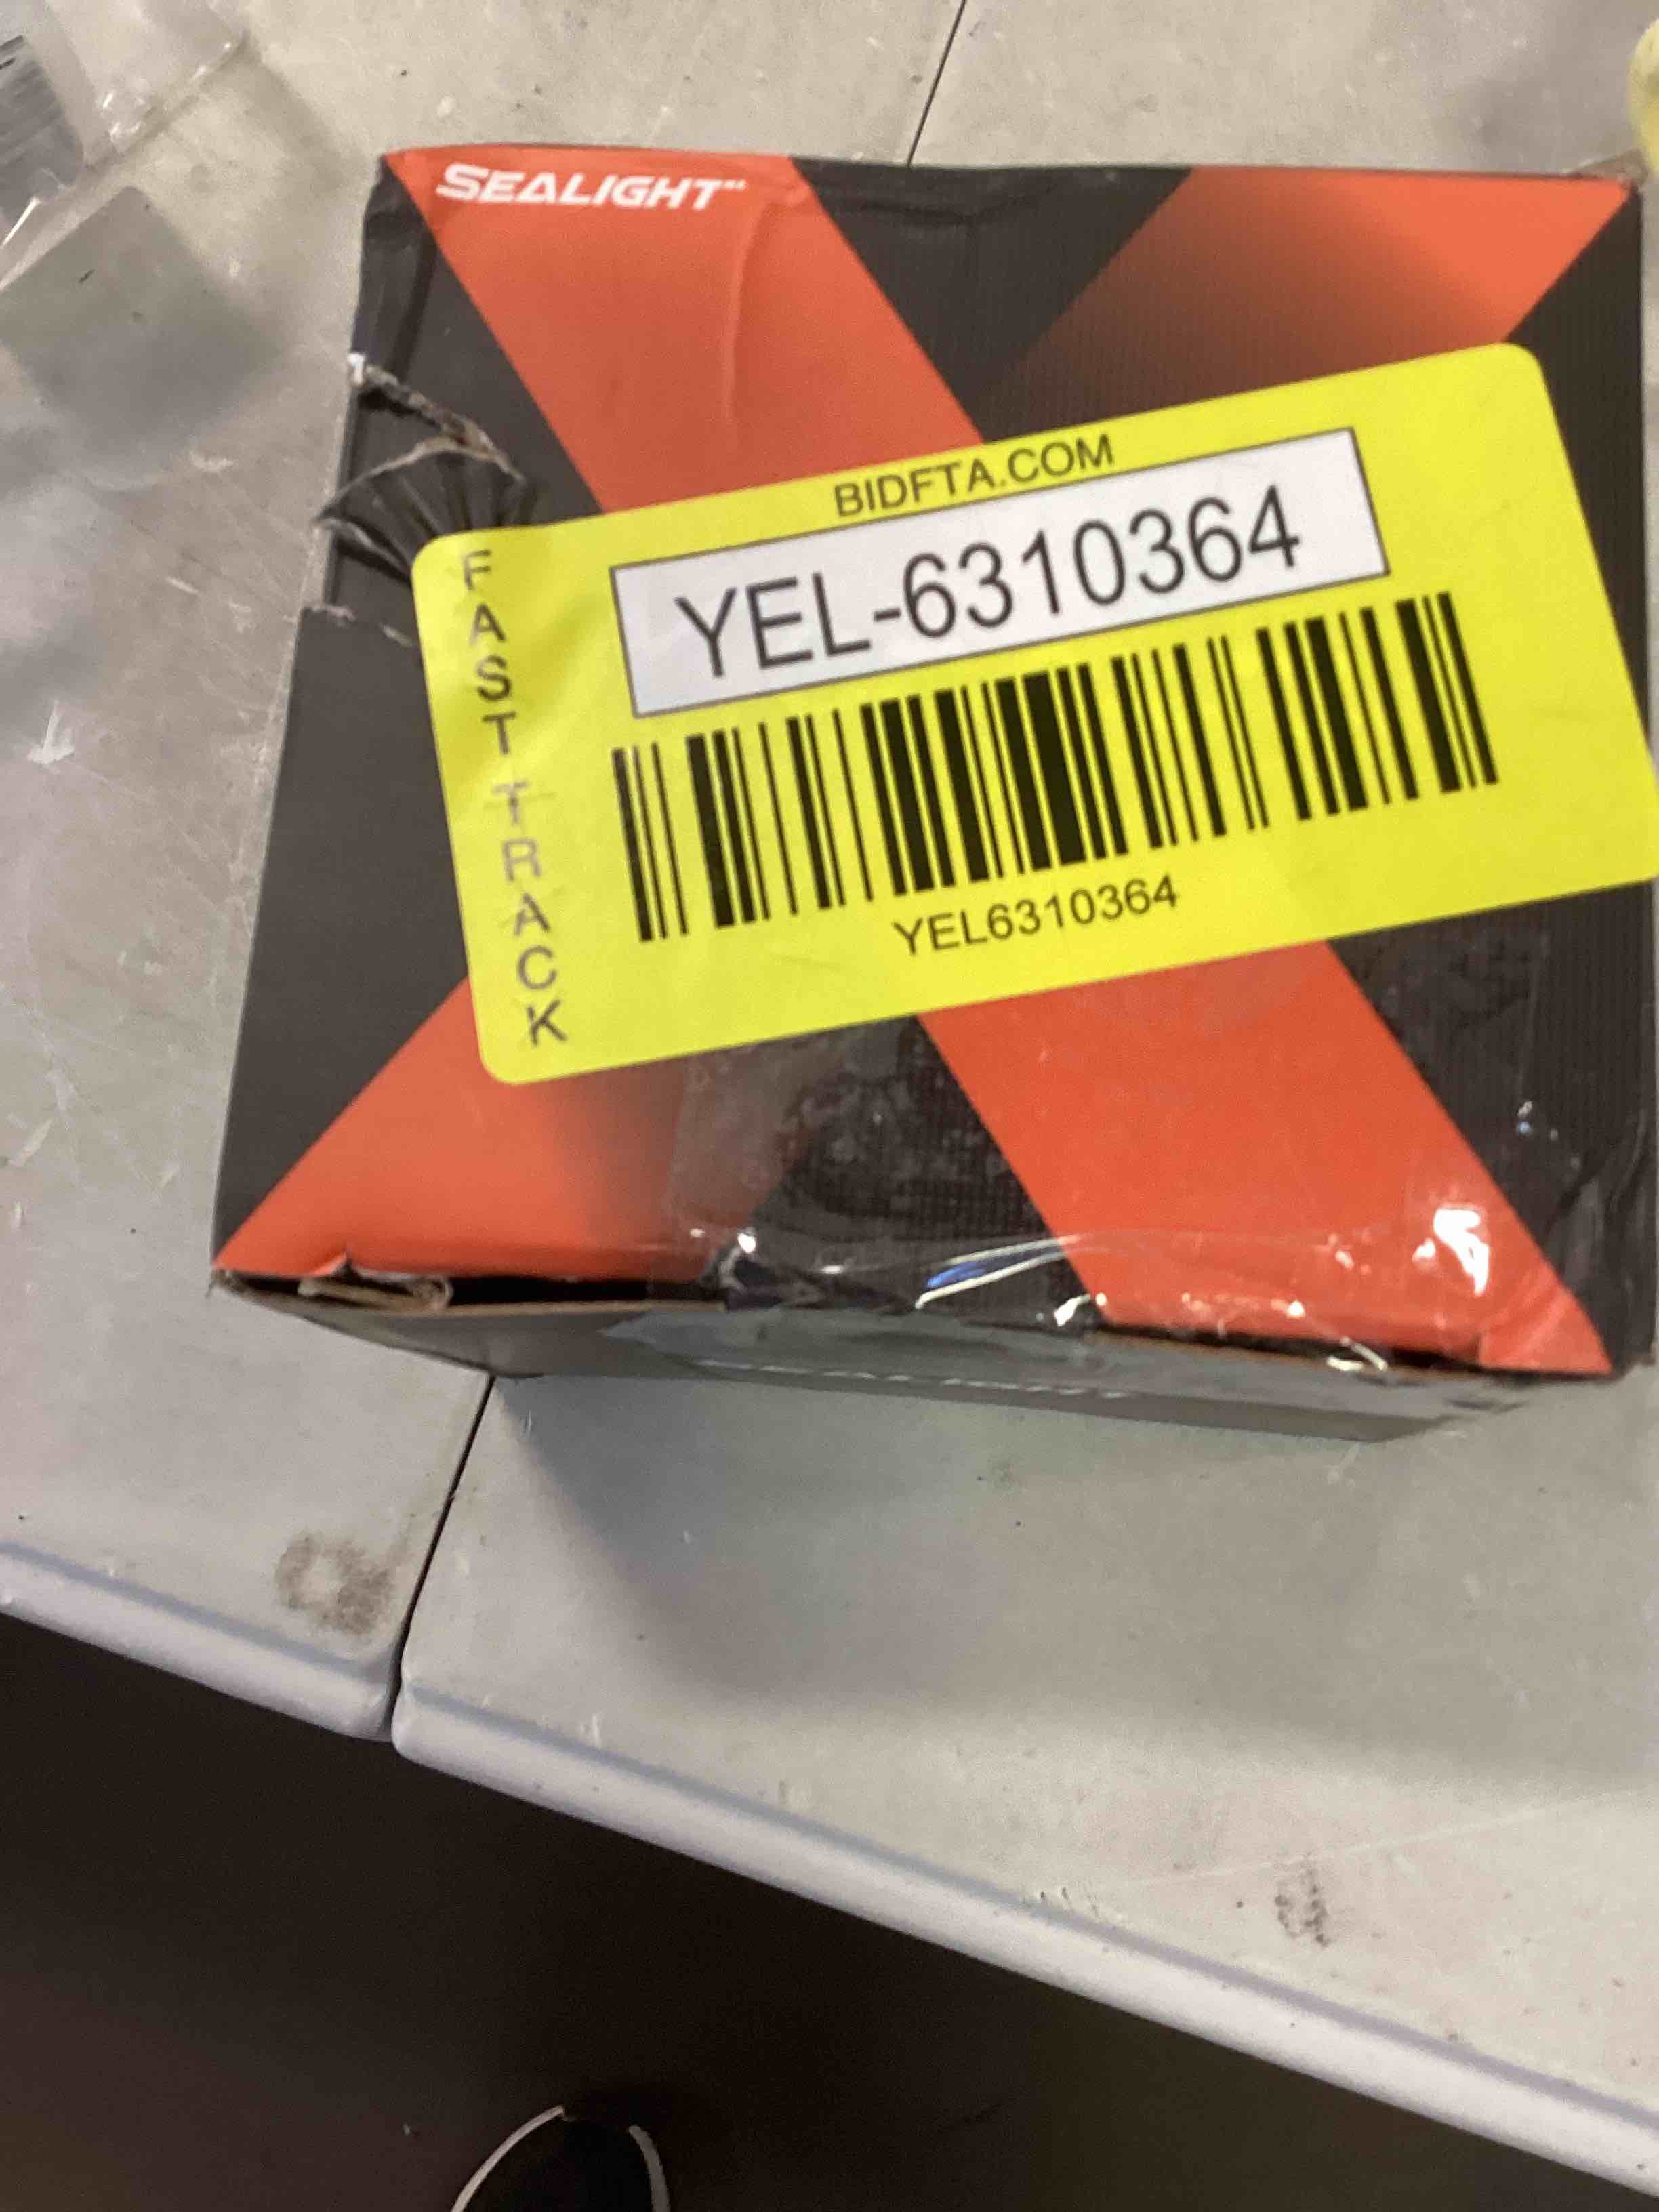 SEALIGHT
BIDFTA.COM
YEL-6310364
YEL6310364
FAST TRACK